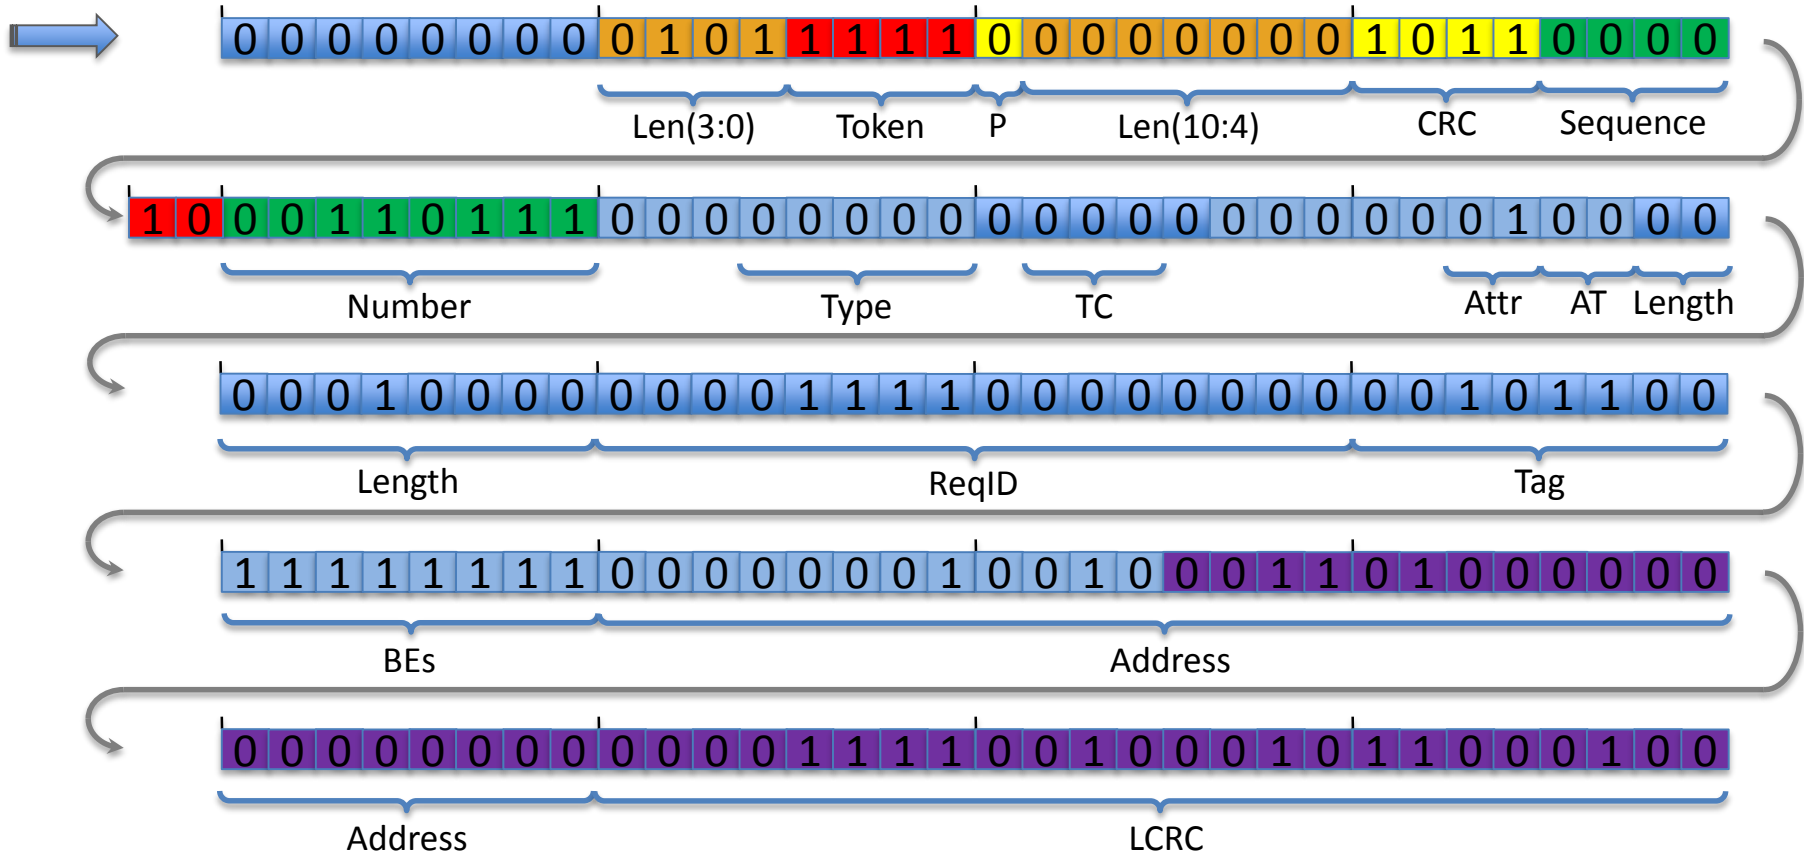 0 0 0 0 0 0 0 0 0 1 0 1 1 1 1 1 0 0 0 0 0 0 0 0 1 0 1 1 0 0 0 0
Len(3:0) Token P Len(10:4) CRC Sequence
1 0 0 0 1 1 0 1 1 1 0 0 0 0 0 0 0 0 0 0 0 0 0 0 0 0 0 0 0 1 0 0 0 0
Number Type TC Attr AT Length
0 0 0 1 0 0 0 0 0 0 0 0 1 1 1 1 0 0 0 0 0 0 0 0 0 0 1 0 1 1 0 0
Length ReqID Tag
1 1 1 1 1 1 1 1 0 0 0 0 0 0 0 1 0 0 1 0 0 0 1 1 0 1 0 0 0 0 0 0
BEs Address
0 0 0 0 0 0 0 0 0 0 0 0 1 1 1 1 0 0 1 0 0 0 1 0 1 1 0 0 0 1 0 0
Address LCRC